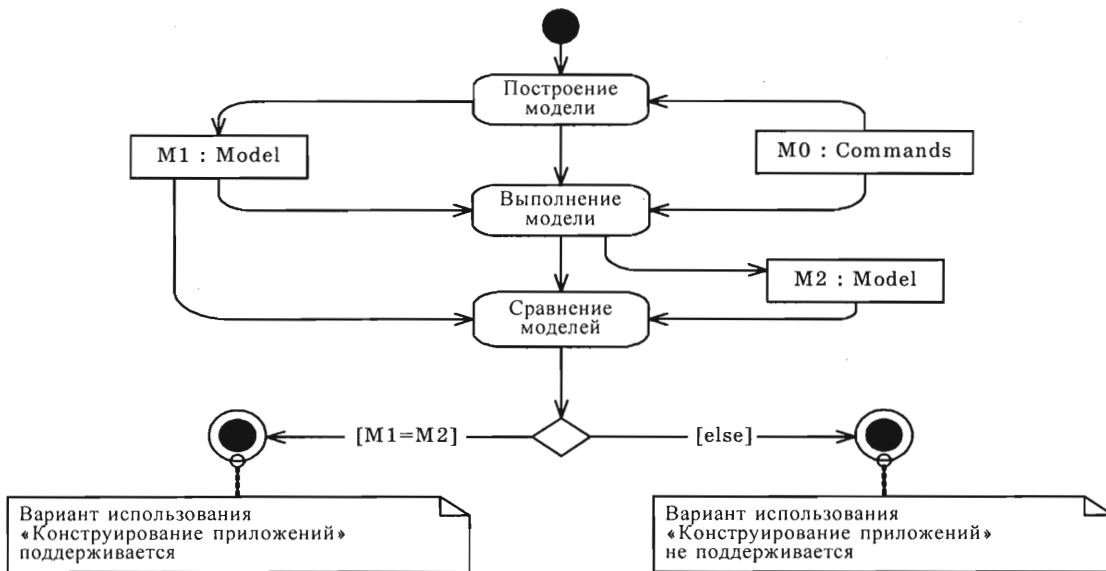 Построение
модели
M1 : Model
M0 : Commands
Выполнение
модели
M2 : Model
Сравнение
моделей
[M1=M2]
[else]
Вариант использования
«Конструирование приложений»
поддерживается
Вариант использования
«Конструирование приложений»
не поддерживается